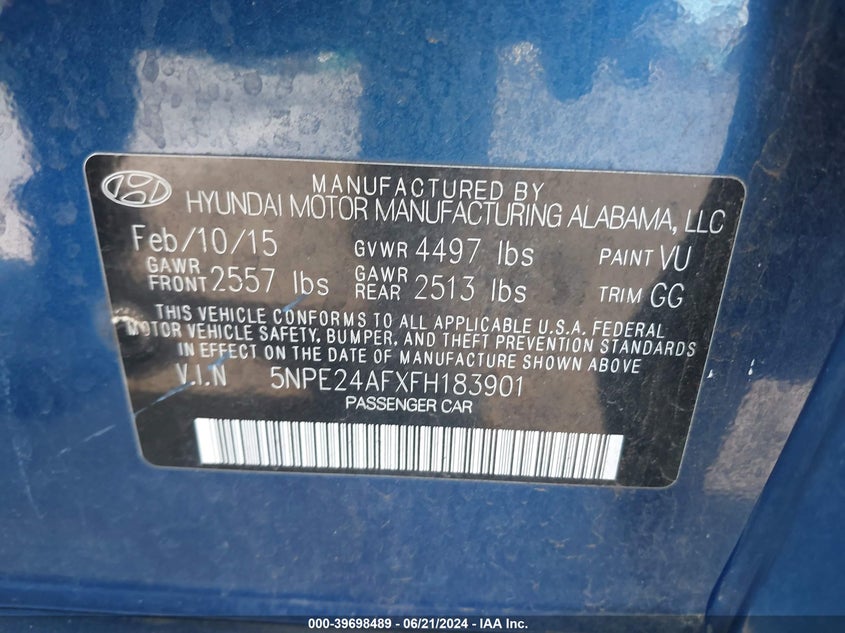 MANUFACTURED BY
HYUNDAI MOTOR MANUFACTURING ALABAMA, LLC
Feb/10/15 GVWR 4497 lbs PAINT VU
GAWR FRONT 2557 lbs GAWR REAR 2513 lbs TRIM GG
THIS VEHICLE CONFORMS TO ALL APPLICABLE U.S.A. FEDERAL
MOTOR VEHICLE SAFETY, BUMPER, AND THEFT PREVENTION STANDARDS
IN EFFECT ON THE DATE OF MANUFACTURE SHOWN ABOVE
V.I.N 5NPE24AFXFH183901
PASSENGER CAR
000-39698489 - 06/21/2024 - IAA Inc.